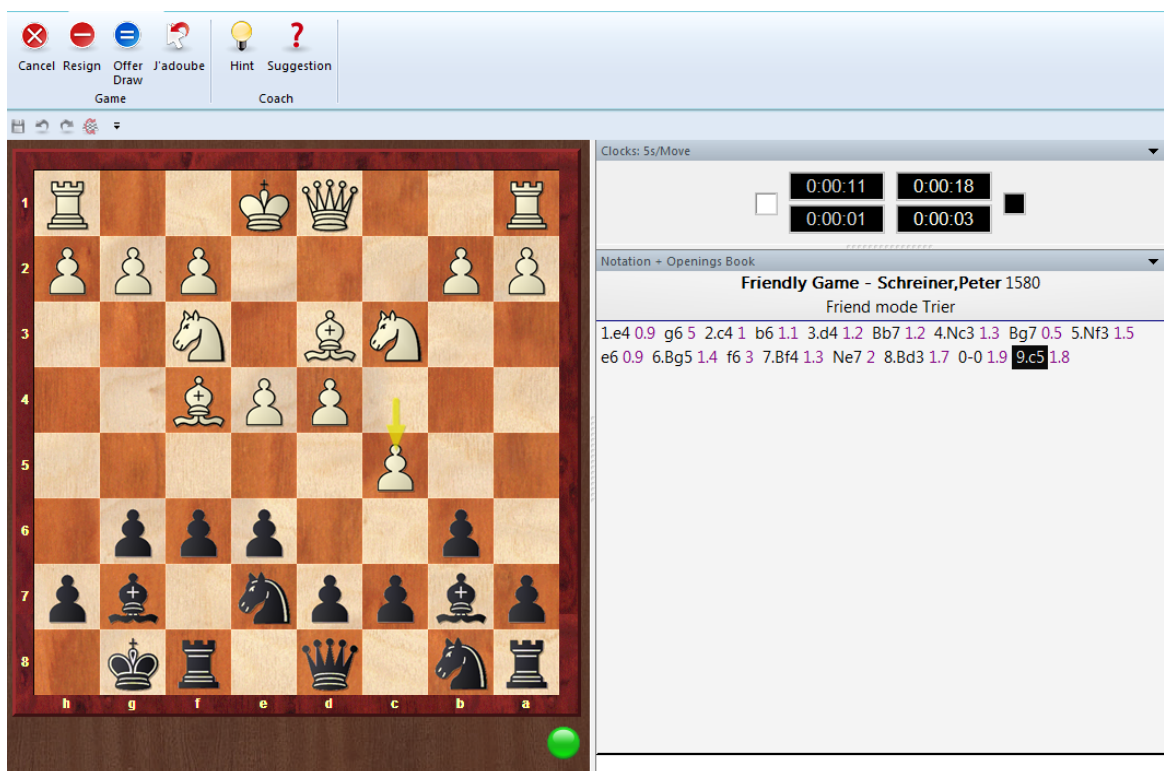 Cancel Resign Offer Draw J'adoube Hint Suggestion
Game Coach
Clocks: 5s/Move
0:00:11 0:00:18
0:00:01 0:00:03
Notation + Openings Book
Friendly Game - Schreiner,Peter 1580
Friend mode Trier
1.e4 0.9 g6 5 2.c4 1 b6 1.1 3.d4 1.2 Bb7 1.2 4.Nc3 1.3 Bg7 0.5 5.Nf3 1.5
e6 0.9 6.Bg5 1.4 f6 3 7.Bf4 1.3 Ne7 2 8.Bd3 1.7 0-0 1.9 9.c5 1.8
1
2
3
4
5
6
7
8
h g f e d c b a